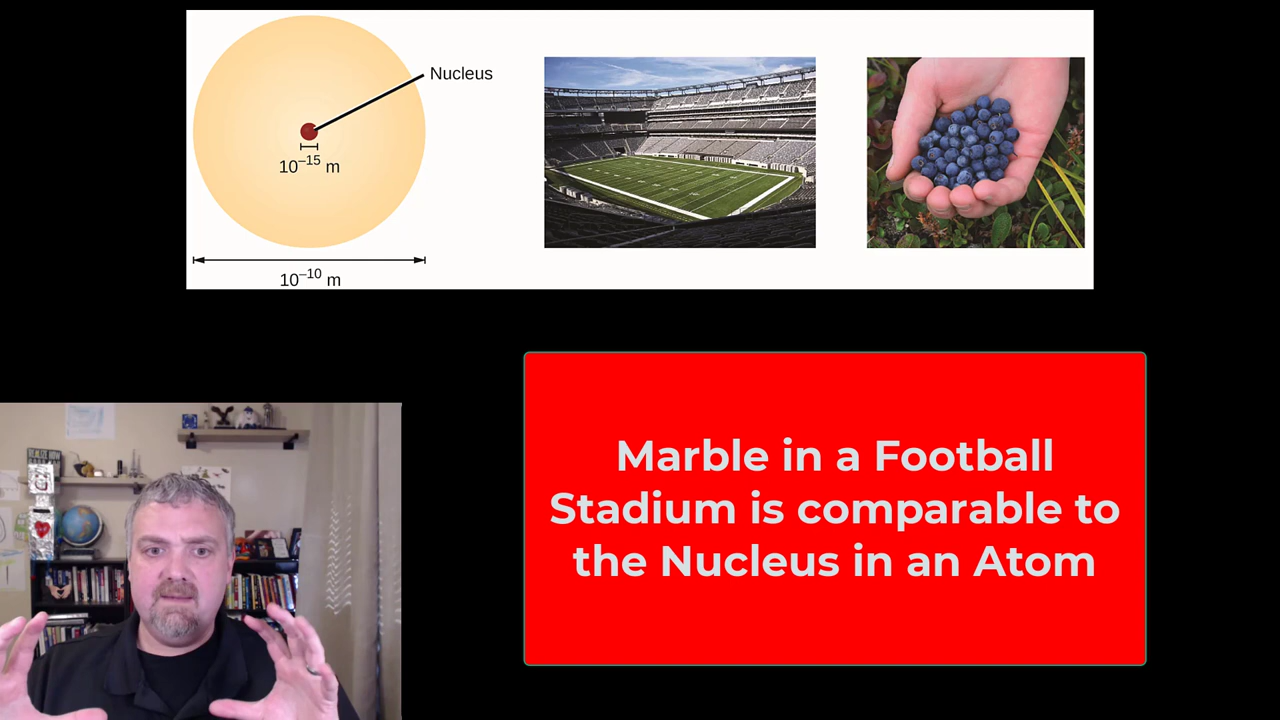 Nucleus
10⁻¹⁵ m
10⁻¹⁰ m
Marble in a Football
Stadium is comparable to
the Nucleus in an Atom